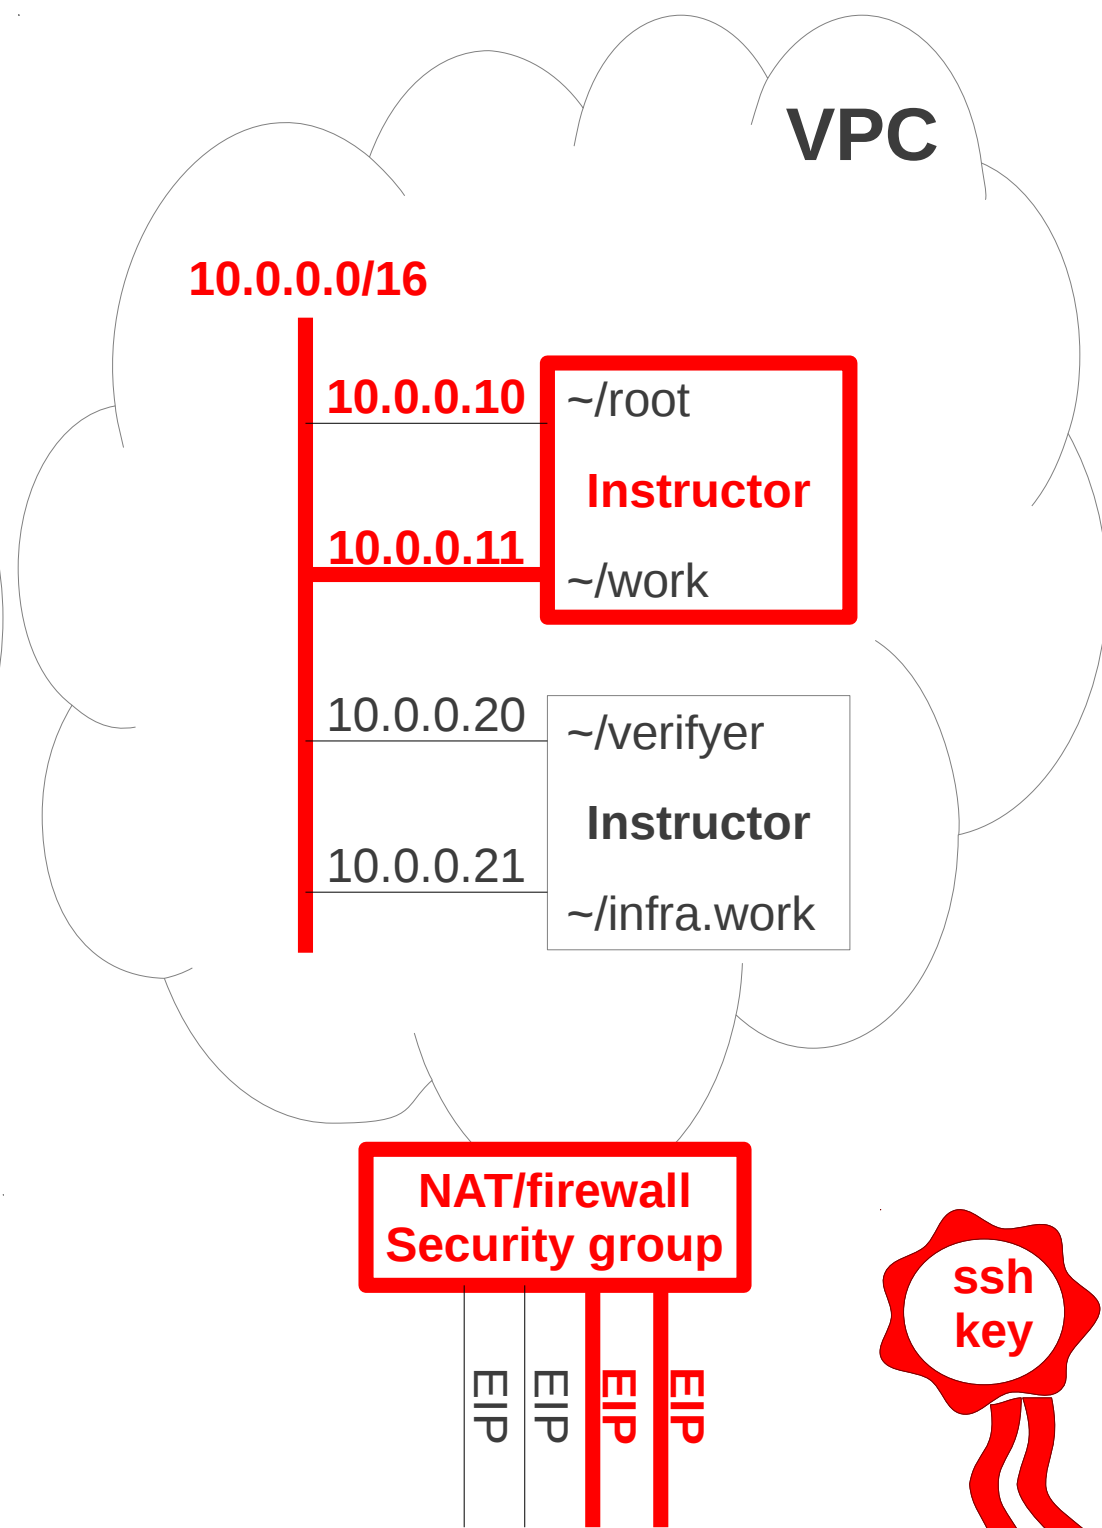 VPC
10.0.0.0/16
10.0.0.10
~/root
Instructor
10.0.0.11
~/work
10.0.0.20
~/verifyer
Instructor
10.0.0.21
~/infra.work
NAT/firewall
Security group
ssh
key
EIP
EIP
EIP
EIP